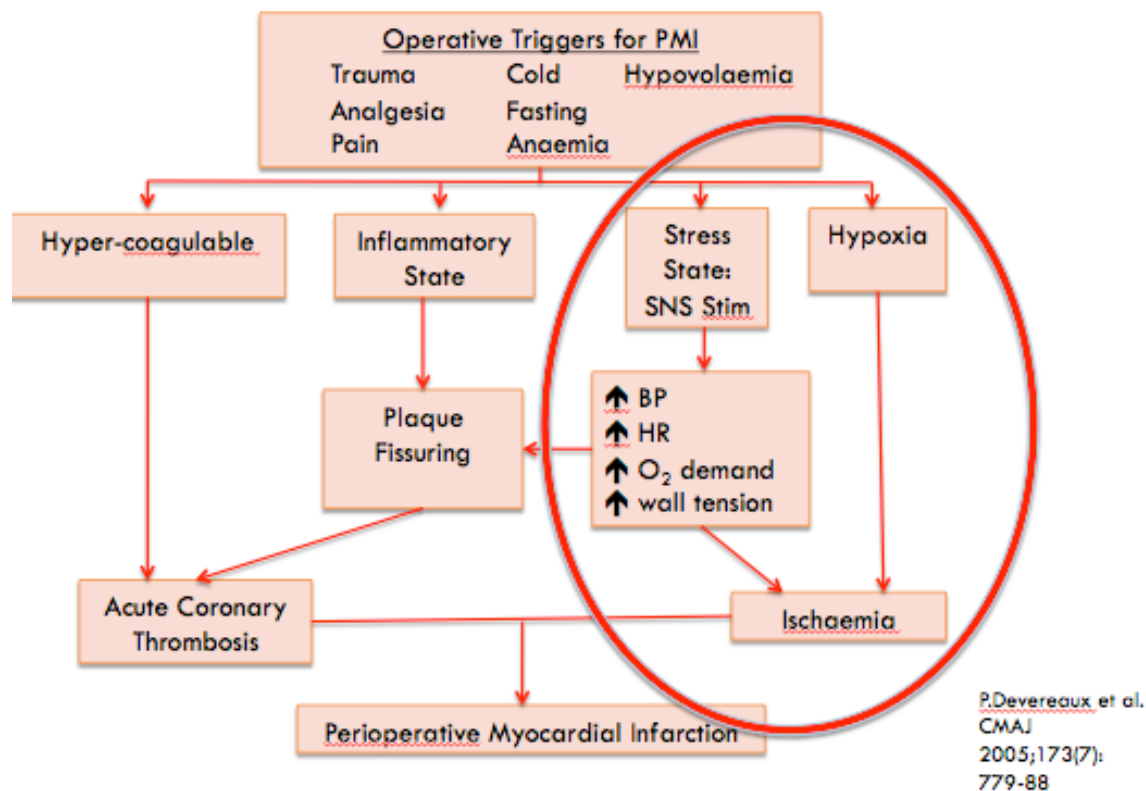 Operative Triggers for PMI
Trauma Cold Hypovolaemia
Analgesia Fasting
Pain Anaemia
Hyper-coagulable
Inflammatory
State
Stress
State:
SNS Stim
Hypoxia
Plaque
Fissuring
↑ BP
↑ HR
↑ O₂ demand
↑ wall tension
Acute Coronary
Thrombosis
Ischaemia
Perioperative Myocardial Infarction
P.Devereaux et al.
CMAJ
2005;173(7):
779-88